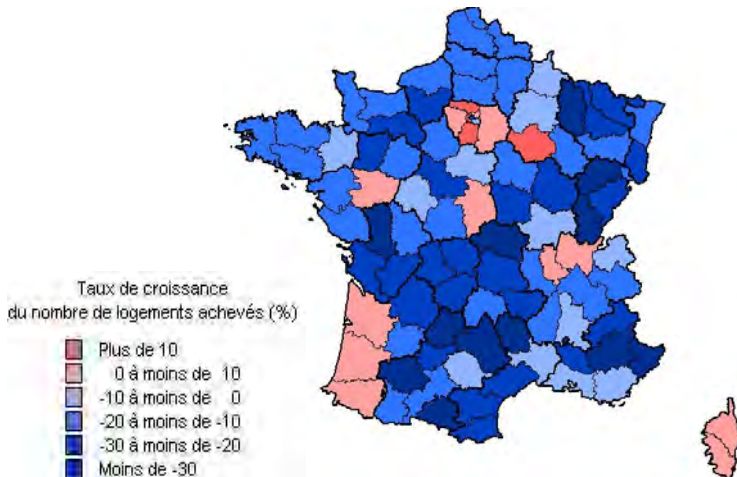 Taux de croissance
du nombre de logements achevés (%)
Plus de 10
0 à moins de 10
-10 à moins de 0
-20 à moins de -10
-30 à moins de -20
Moins de -30